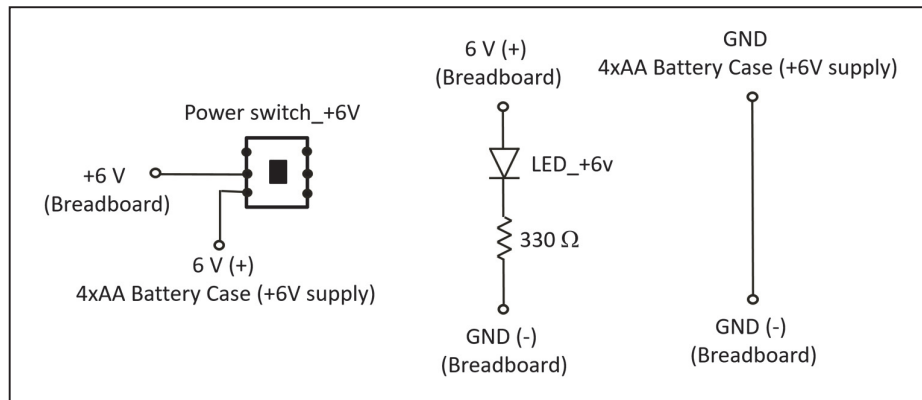 Power switch_+6V
+6 V
(Breadboard)
6 V (+)
4xAA Battery Case (+6V supply)
6 V (+)
(Breadboard)
LED_+6v
330 Ω
GND (-)
(Breadboard)
GND
4xAA Battery Case (+6V supply)
GND (-)
(Breadboard)